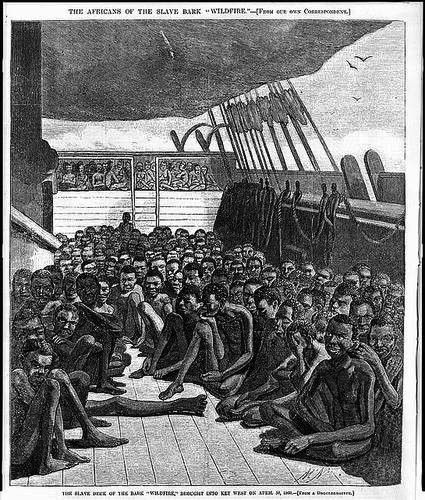 THE AFRICANS OF THE SLAVE BARK "WILDFIRE."—[FROM OUR OWN CORRESPONDENT.]
THE SLAVE DECK OF THE BARK "WILDFIRE," BROUGHT INTO KEY WEST ON APRIL 30, 1860.—[FROM A DAGUERREOTYPE.]